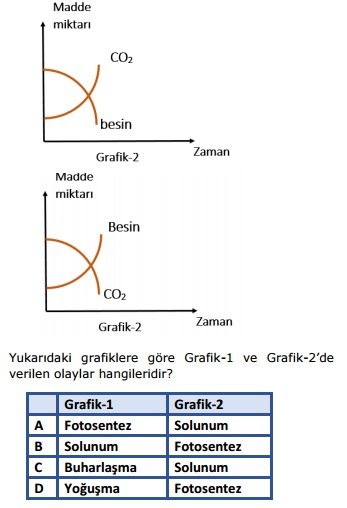 Madde
miktarı
CO₂
besin
Zaman
Grafik-2
Madde
miktarı
Besin
CO₂
Zaman
Grafik-2
Yukarıdaki grafiklere göre Grafik-1 ve Grafik-2’de
verilen olaylar hangileridir?
Grafik-1 Grafik-2
A Fotosentez Solunum
B Solunum Fotosentez
C Buharlaşma Solunum
D Yoğuşma Fotosentez